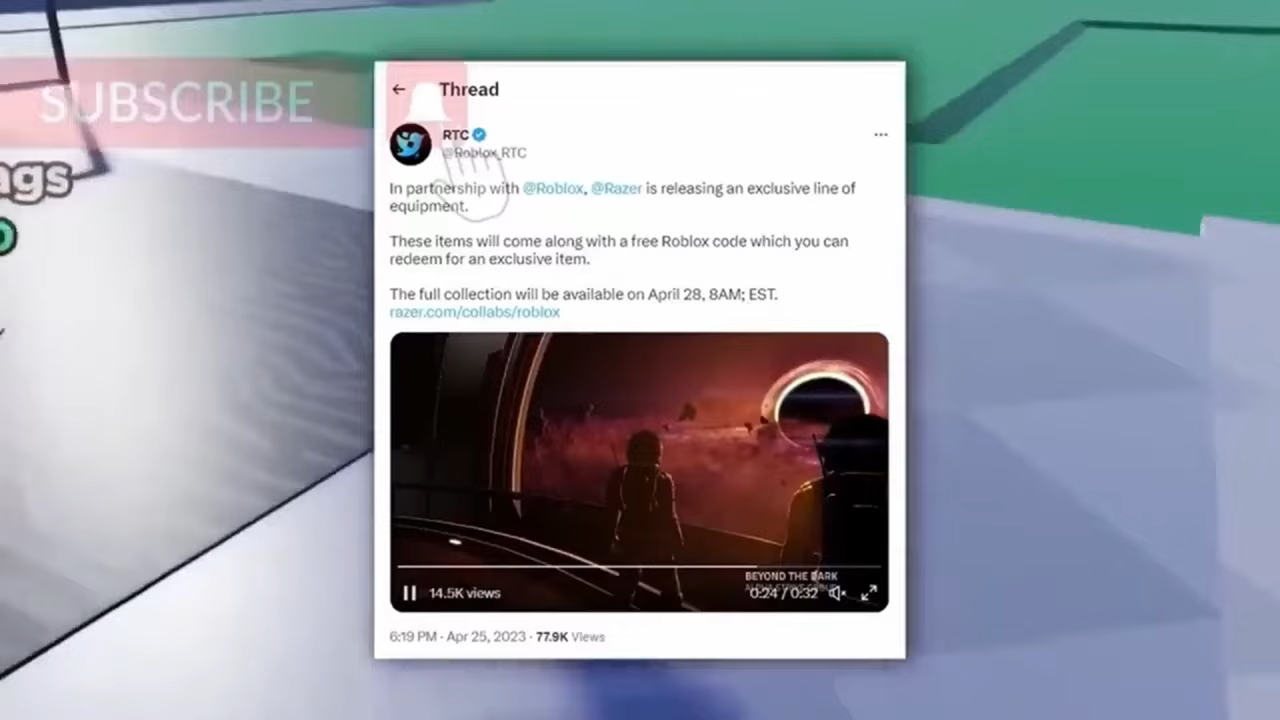 SUBSCRIBE
ags
Thread
RTC
@Roblox_RTC
In partnership with @Roblox, @Razer is releasing an exclusive line of
equipment.
These items will come along with a free Roblox code which you can
redeem for an exclusive item.
The full collection will be available on April 28, 8AM; EST.
razer.com/collabs/roblox
BEYOND THE DARK
14.5K views
0:24 / 0:32
6:19 PM · Apr 25, 2023 · 77.9K Views